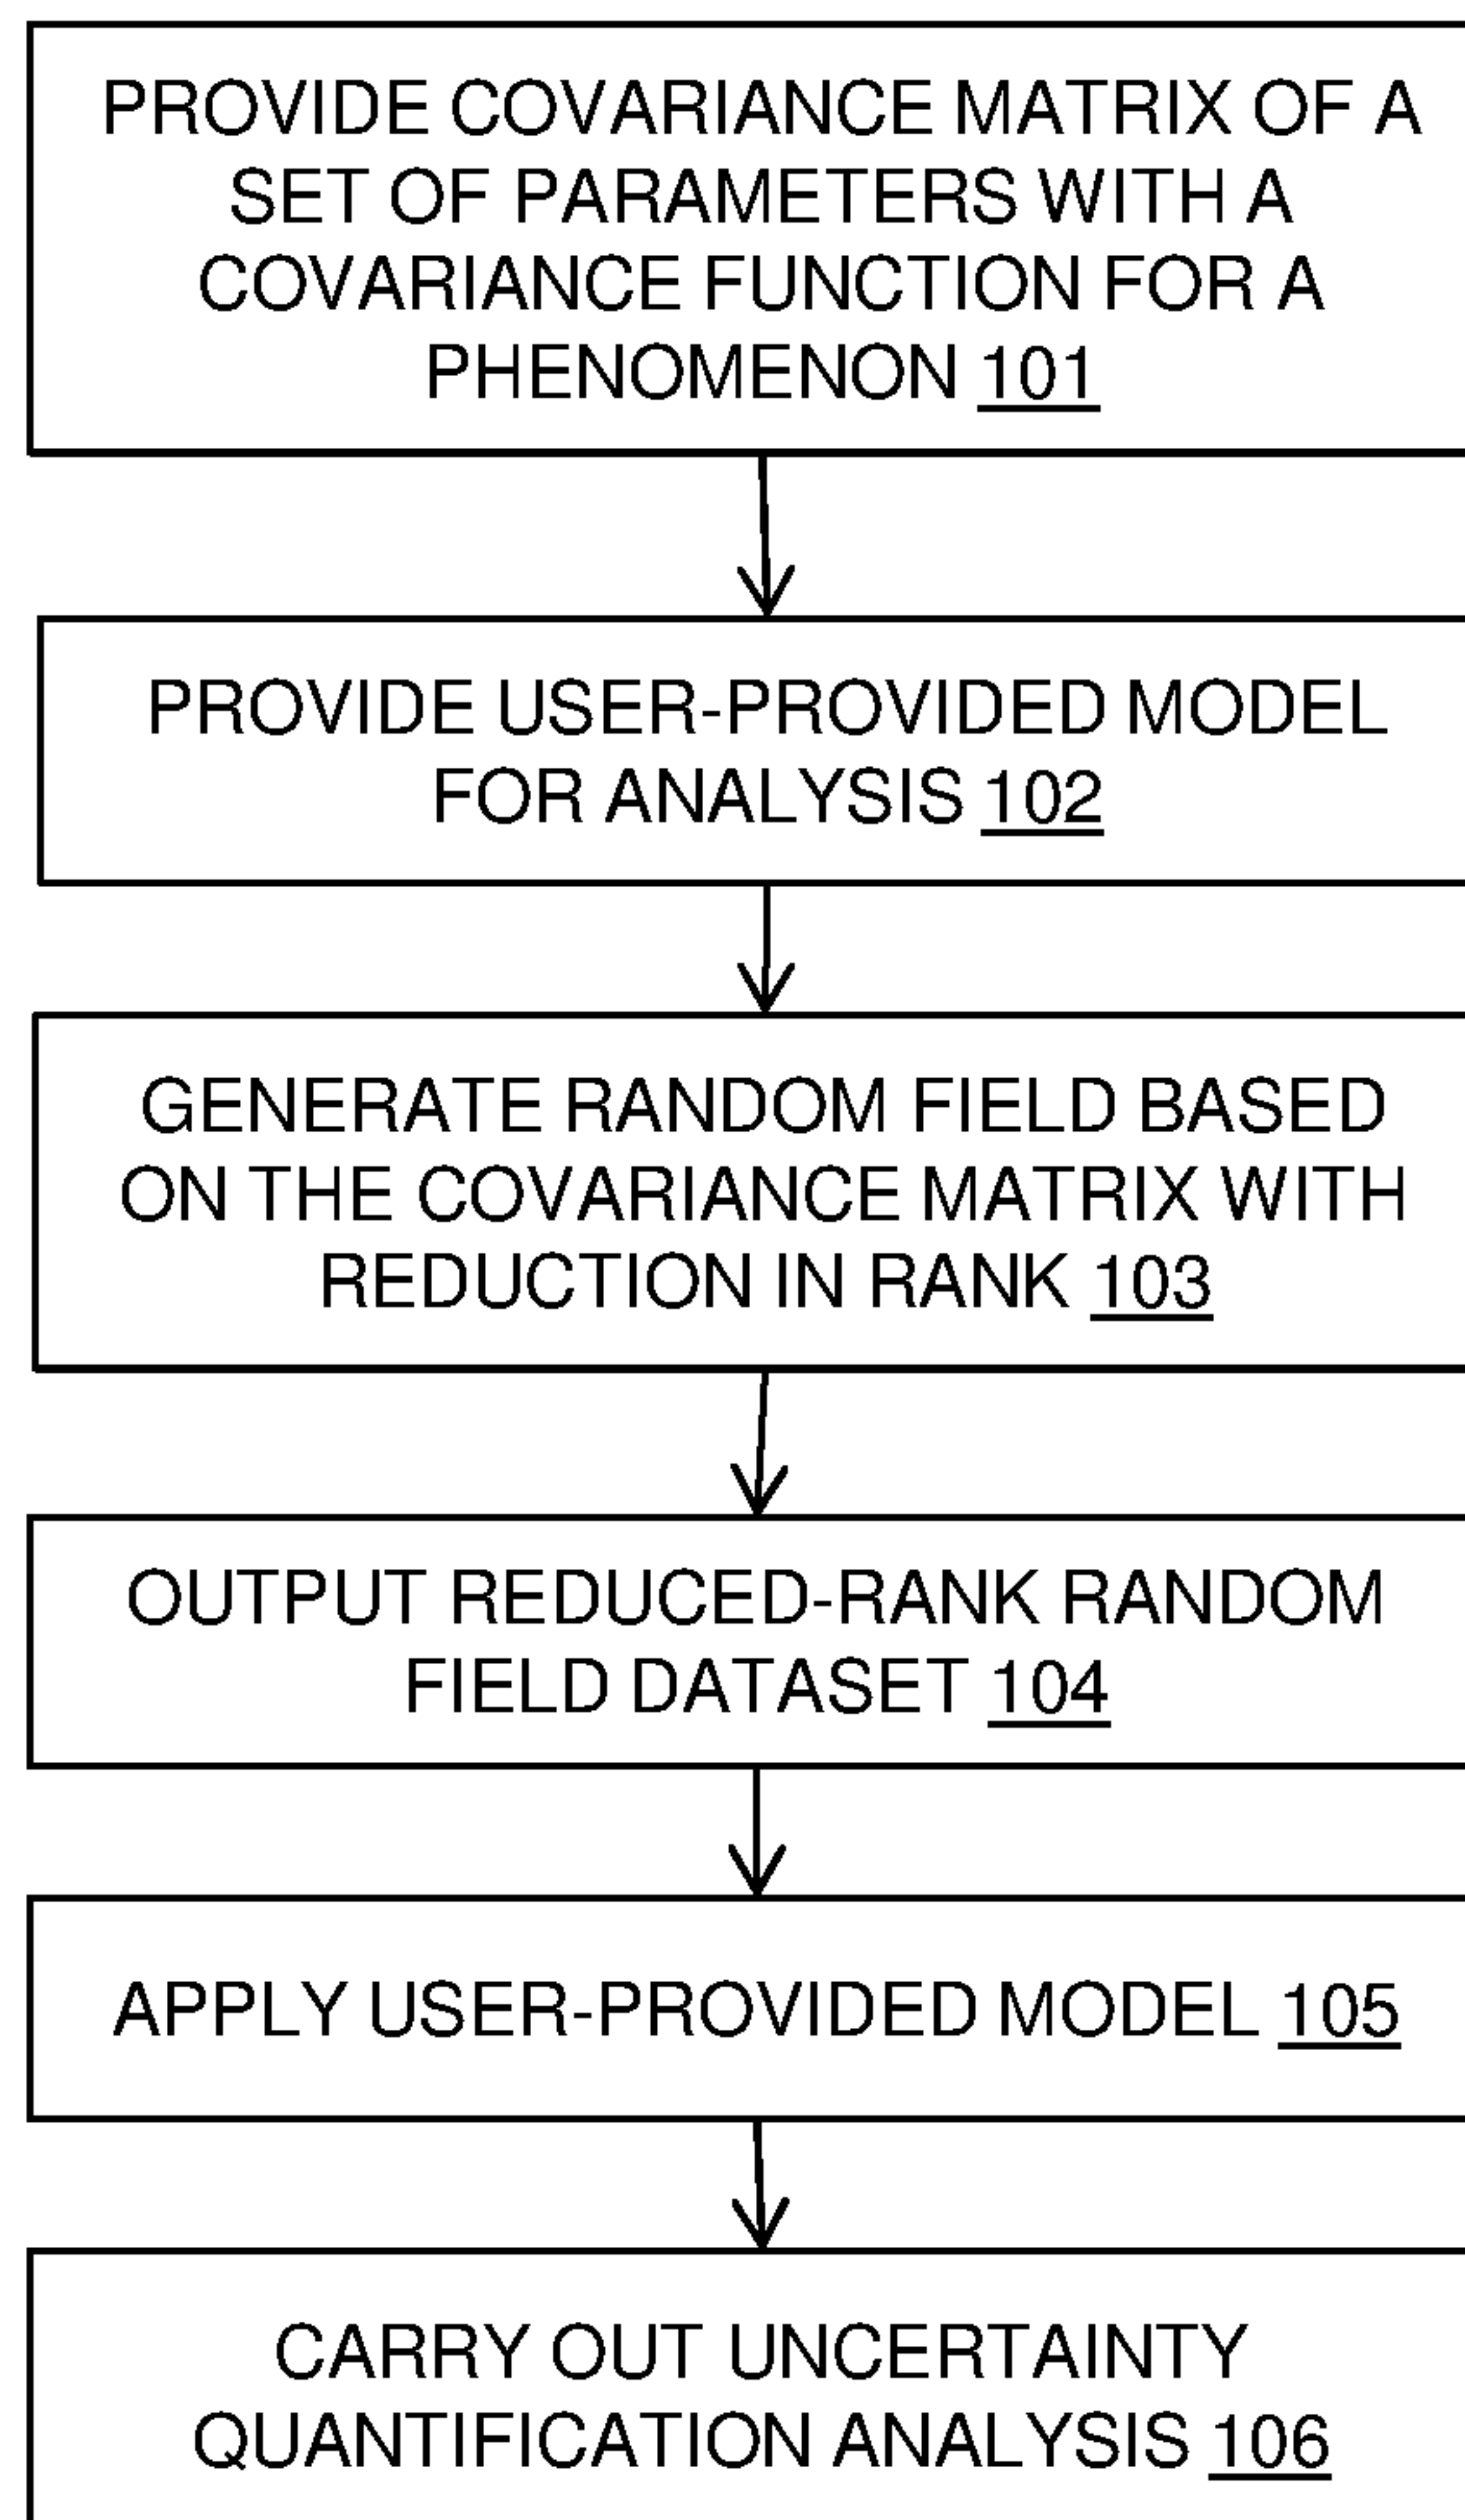 PROVIDE COVARIANCE MATRIX OF A
SET OF PARAMETERS WITH A
COVARIANCE FUNCTION FOR A
PHENOMENON 101
PROVIDE USER-PROVIDED MODEL
FOR ANALYSIS 102
GENERATE RANDOM FIELD BASED
ON THE COVARIANCE MATRIX WITH
REDUCTION IN RANK 103
OUTPUT REDUCED-RANK RANDOM
FIELD DATASET 104
APPLY USER-PROVIDED MODEL 105
CARRY OUT UNCERTAINTY
QUANTIFICATION ANALYSIS 106